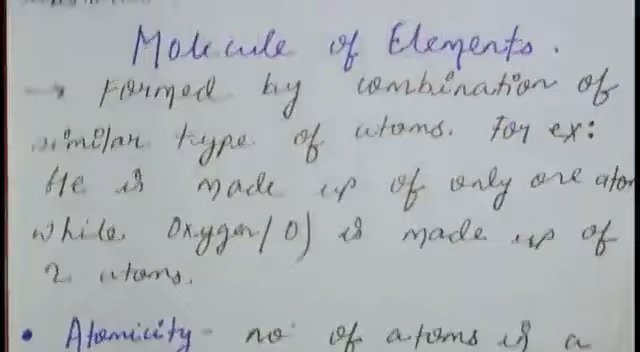 Molecule of Elements.
→ Formed by combination of
similar type of atoms. For ex:
He is made up of only one atom
while Oxygen(O) is made up of
2 atoms.
• Atomicity - no. of atoms is a